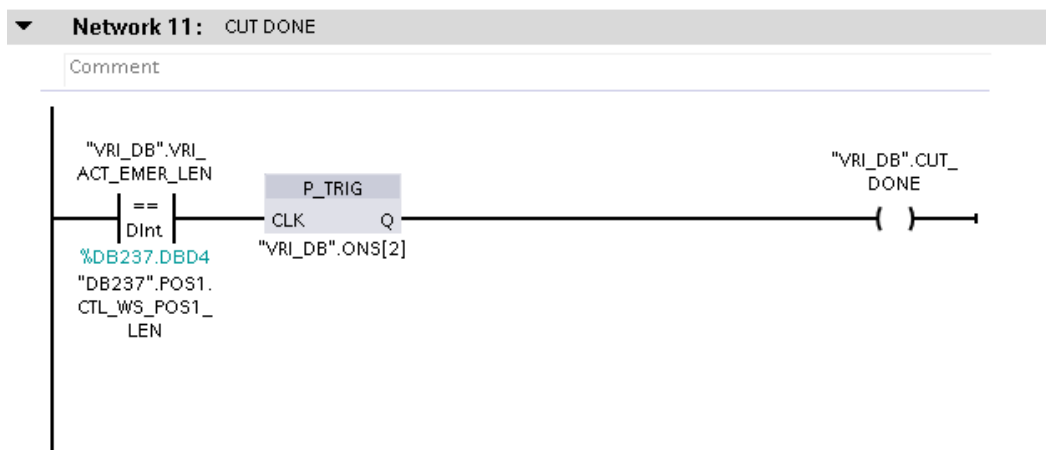 Network 11: CUT DONE
Comment
"VRI_DB".VRI_
ACT_EMER_LEN
==
DInt
%DB237.DBD4
"DB237".POS1.
CTL_WS_POS1_
LEN
P_TRIG
CLK Q
"VRI_DB".ONS[2]
"VRI_DB".CUT_
DONE
( )